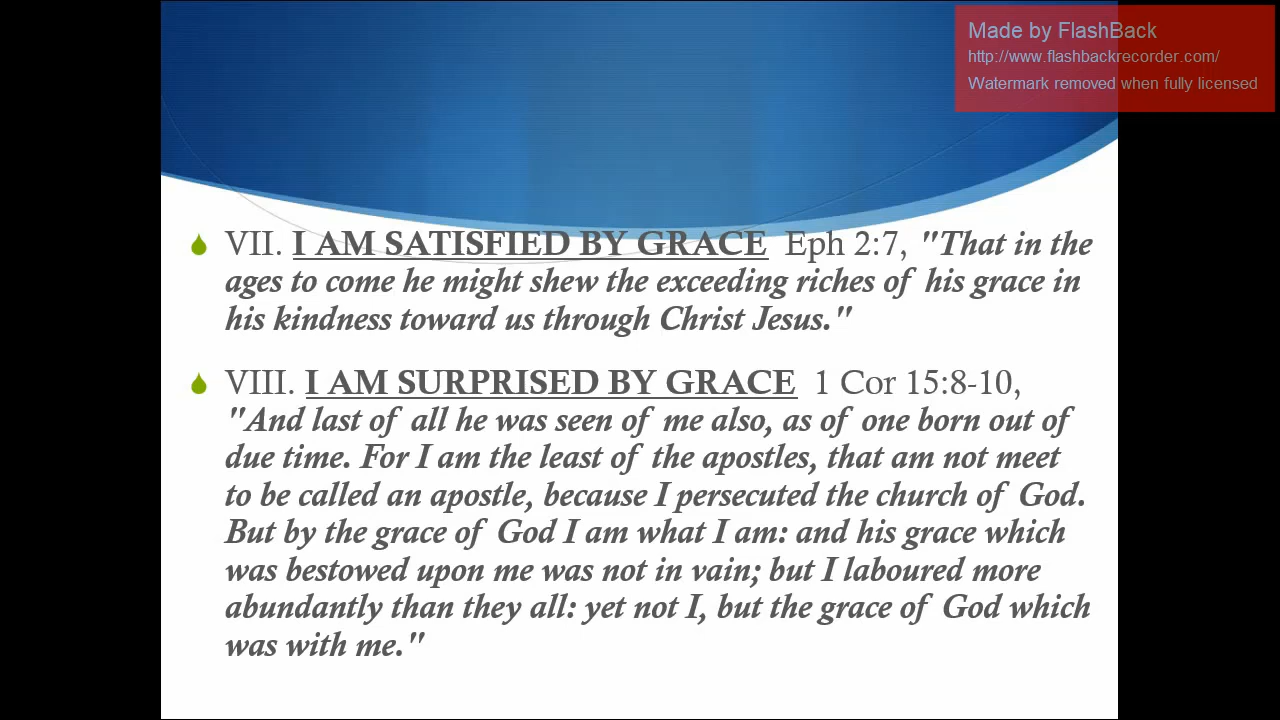 Made by FlashBack
http://www.flashbackrecorder.com/
Watermark removed when fully licensed
VII. I AM SATISFIED BY GRACE Eph 2:7, "That in the
ages to come he might shew the exceeding riches of his grace in
his kindness toward us through Christ Jesus."
VIII. I AM SURPRISED BY GRACE 1 Cor 15:8-10,
"And last of all he was seen of me also, as of one born out of
due time. For I am the least of the apostles, that am not meet
to be called an apostle, because I persecuted the church of God.
But by the grace of God I am what I am: and his grace which
was bestowed upon me was not in vain; but I laboured more
abundantly than they all: yet not I, but the grace of God which
was with me."